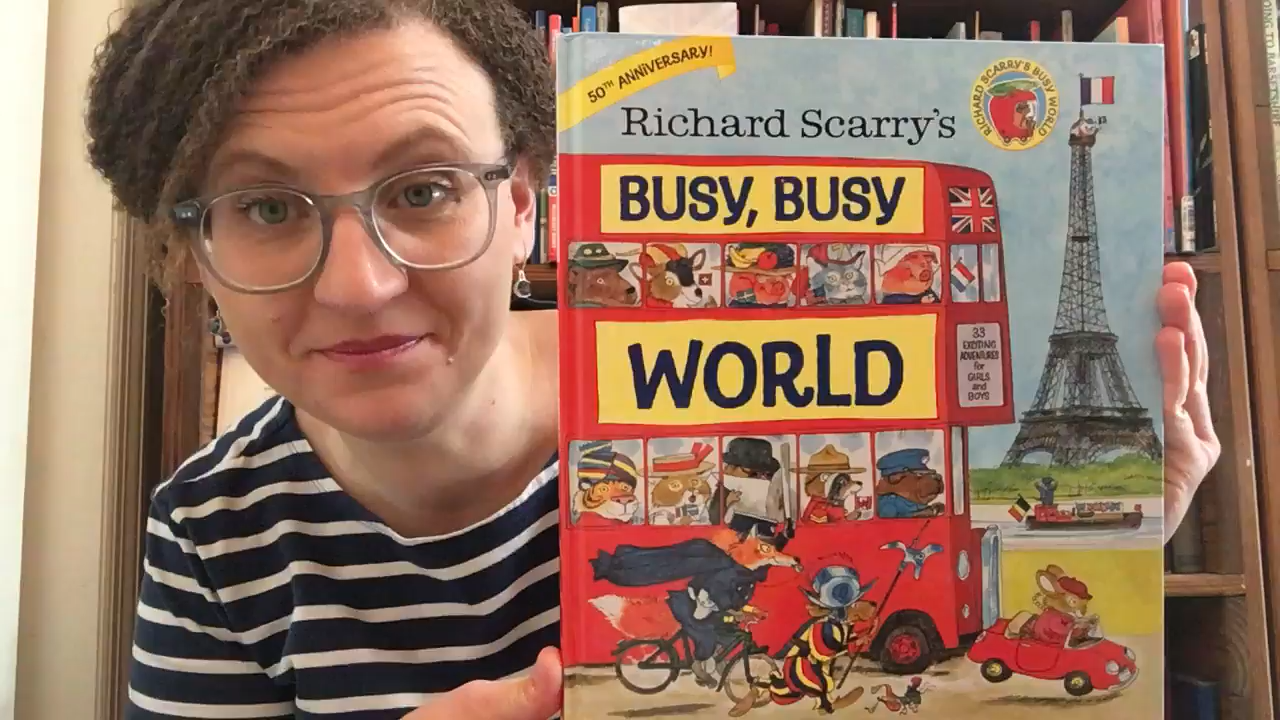 50TH ANNIVERSARY!
Richard Scarry's
RICHARD SCARRY'S BUSY WORLD
BUSY, BUSY
WORLD
33
EXCITING
ADVENTURES
for
GIRLS
and
BOYS